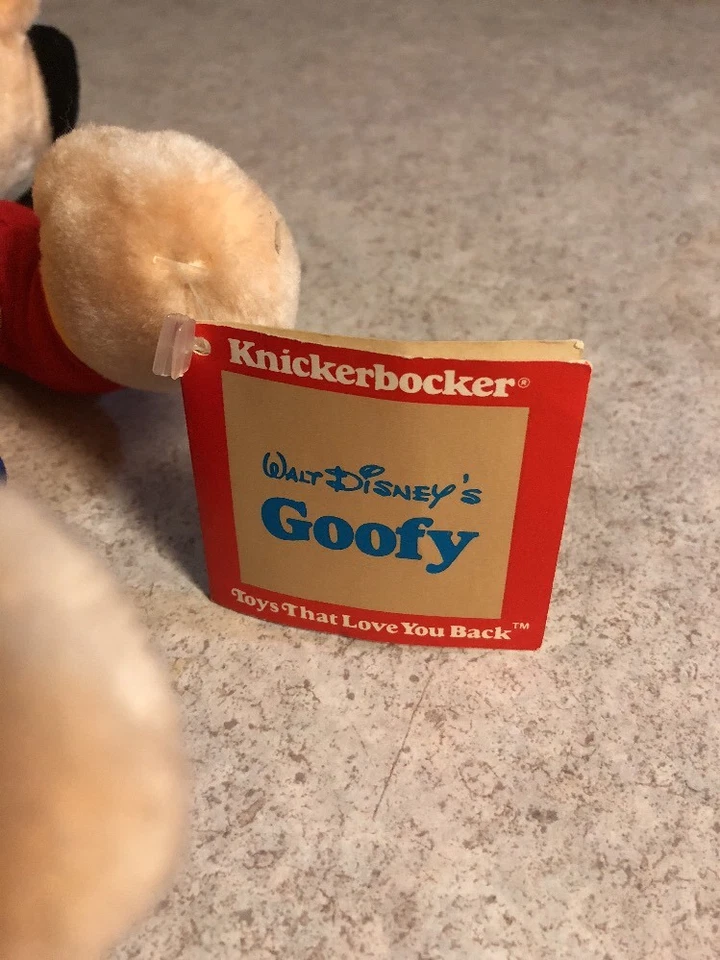 Knickerbocker®
WALT DISNEY's
Goofy
Toys That Love You Back™